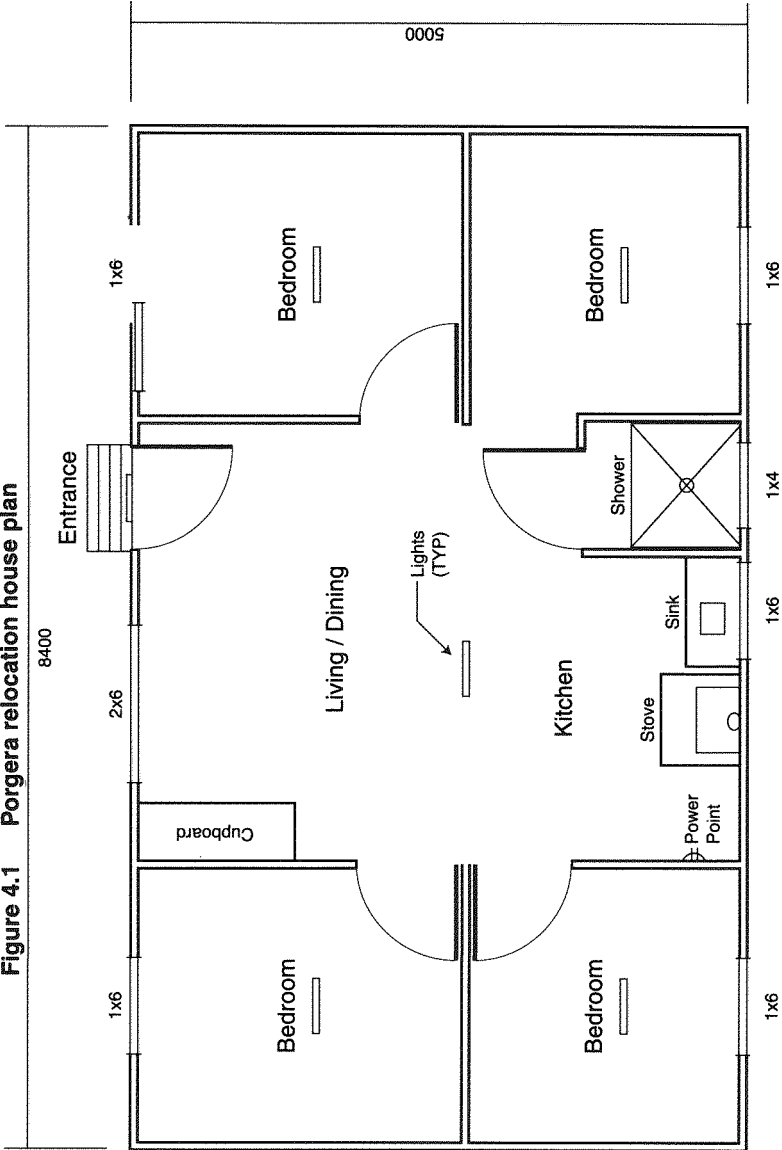 Figure 4.1 Porgera relocation house plan
8400
1x6
2x6
Entrance
1x6
5000
Bedroom
Cupboard
Living / Dining
Bedroom
Lights
(TYP)
Kitchen
Bedroom
Power
Point
Stove
Sink
Shower
Bedroom
1x6
1x6
1x4
1x6